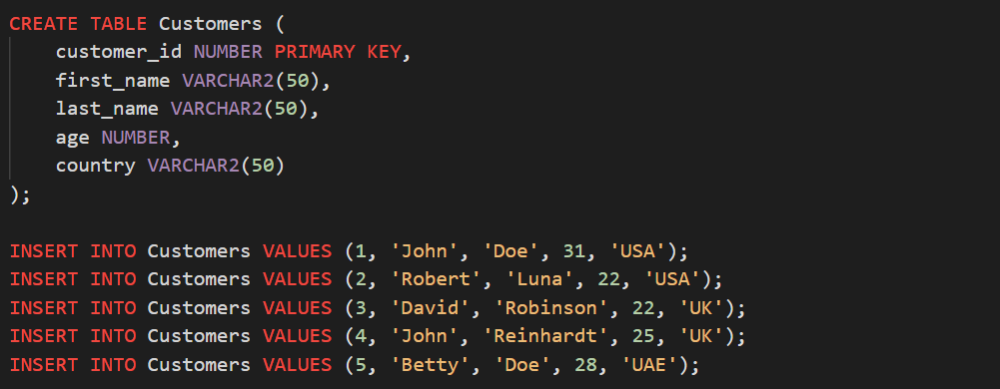 CREATE TABLE Customers (
    customer_id NUMBER PRIMARY KEY,
    first_name VARCHAR2(50),
    last_name VARCHAR2(50),
    age NUMBER,
    country VARCHAR2(50)
);

INSERT INTO Customers VALUES (1, 'John', 'Doe', 31, 'USA');
INSERT INTO Customers VALUES (2, 'Robert', 'Luna', 22, 'USA');
INSERT INTO Customers VALUES (3, 'David', 'Robinson', 22, 'UK');
INSERT INTO Customers VALUES (4, 'John', 'Reinhardt', 25, 'UK');
INSERT INTO Customers VALUES (5, 'Betty', 'Doe', 28, 'UAE');